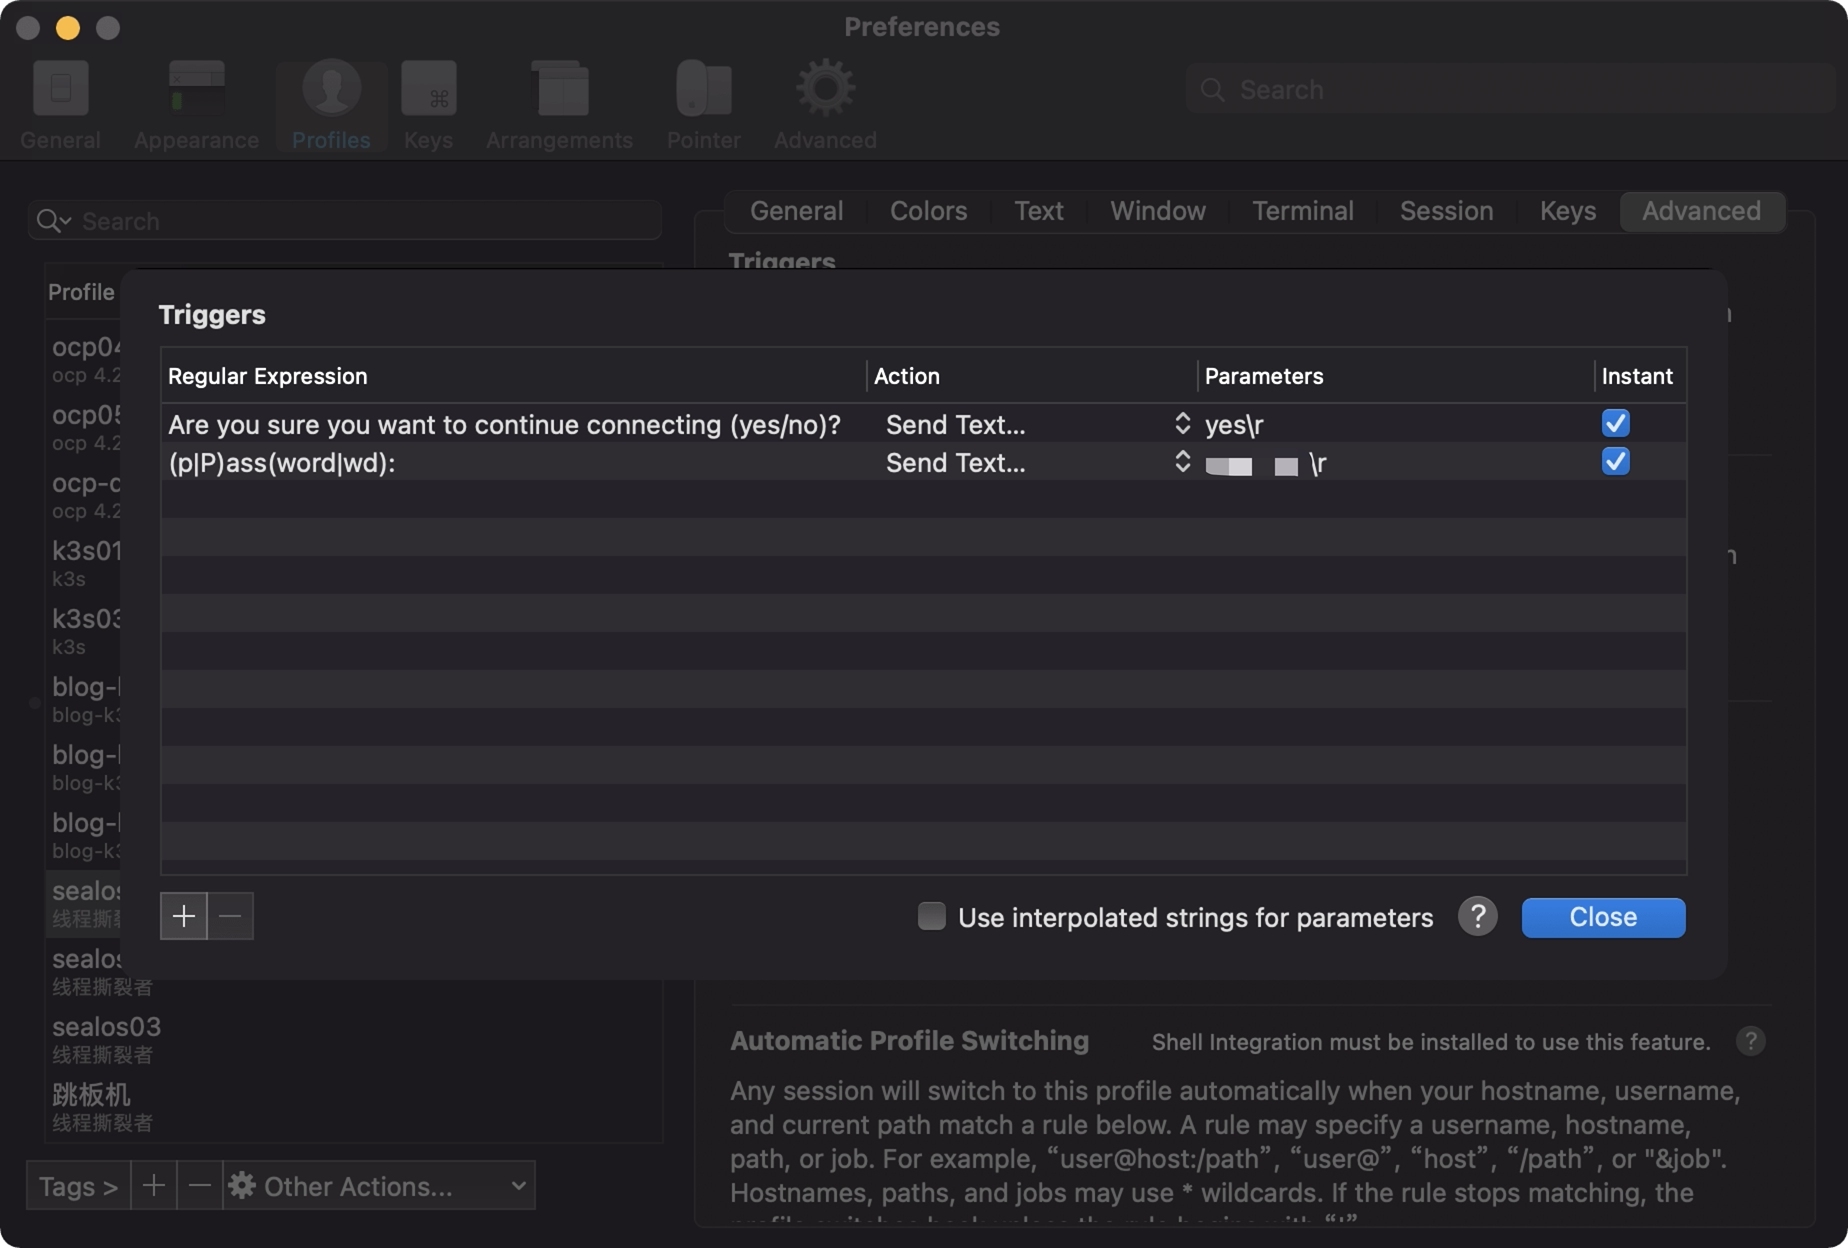 Preferences
General
Appearance
Profiles
Keys
Arrangements
Pointer
Advanced
Search
Search
General
Colors
Text
Window
Terminal
Session
Keys
Advanced
Triggers
Profile
ocp04
ocp 4.2
ocp05
ocp 4.2
ocp-
ocp 4.2
k3s01
k3s
k3s03
k3s
blog-
blog-k3
blog-
blog-k3
blog-
blog-k3
sealos
线程撕
sealos
线程撕裂者
sealos03
线程撕裂者
跳板机
线程撕裂者
Tags >
Other Actions...
Triggers
Regular Expression Action Parameters Instant
Are you sure you want to continue connecting (yes/no)? Send Text... yes\r
(p|P)ass(word|wd): Send Text... \r
Use interpolated strings for parameters
?
Close
Automatic Profile Switching Shell Integration must be installed to use this feature. ?
Any session will switch to this profile automatically when your hostname, username,
and current path match a rule below. A rule may specify a username, hostname,
path, or job. For example, “user@host:/path”, “user@”, “host”, “/path”, or "&job".
Hostnames, paths, and jobs may use * wildcards. If the rule stops matching, the